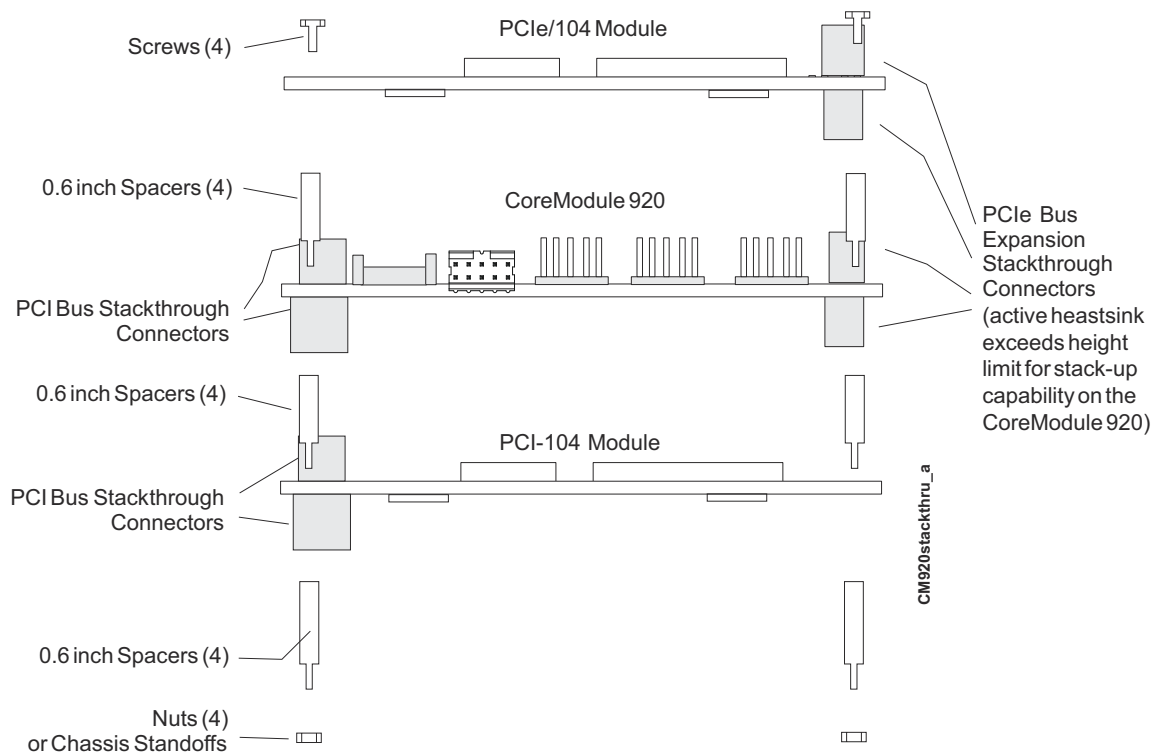 Screws (4)
PCIe/104 Module
0.6 inch Spacers (4)
CoreModule 920
PCI Bus Stackthrough
Connectors
PCIe Bus
Expansion
Stackthrough
Connectors
(active heastsink
exceeds height
limit for stack-up
capability on the
CoreModule 920)
0.6 inch Spacers (4)
PCI-104 Module
PCI Bus Stackthrough
Connectors
CM920stackthru_a
0.6 inch Spacers (4)
Nuts (4)
or Chassis Standoffs